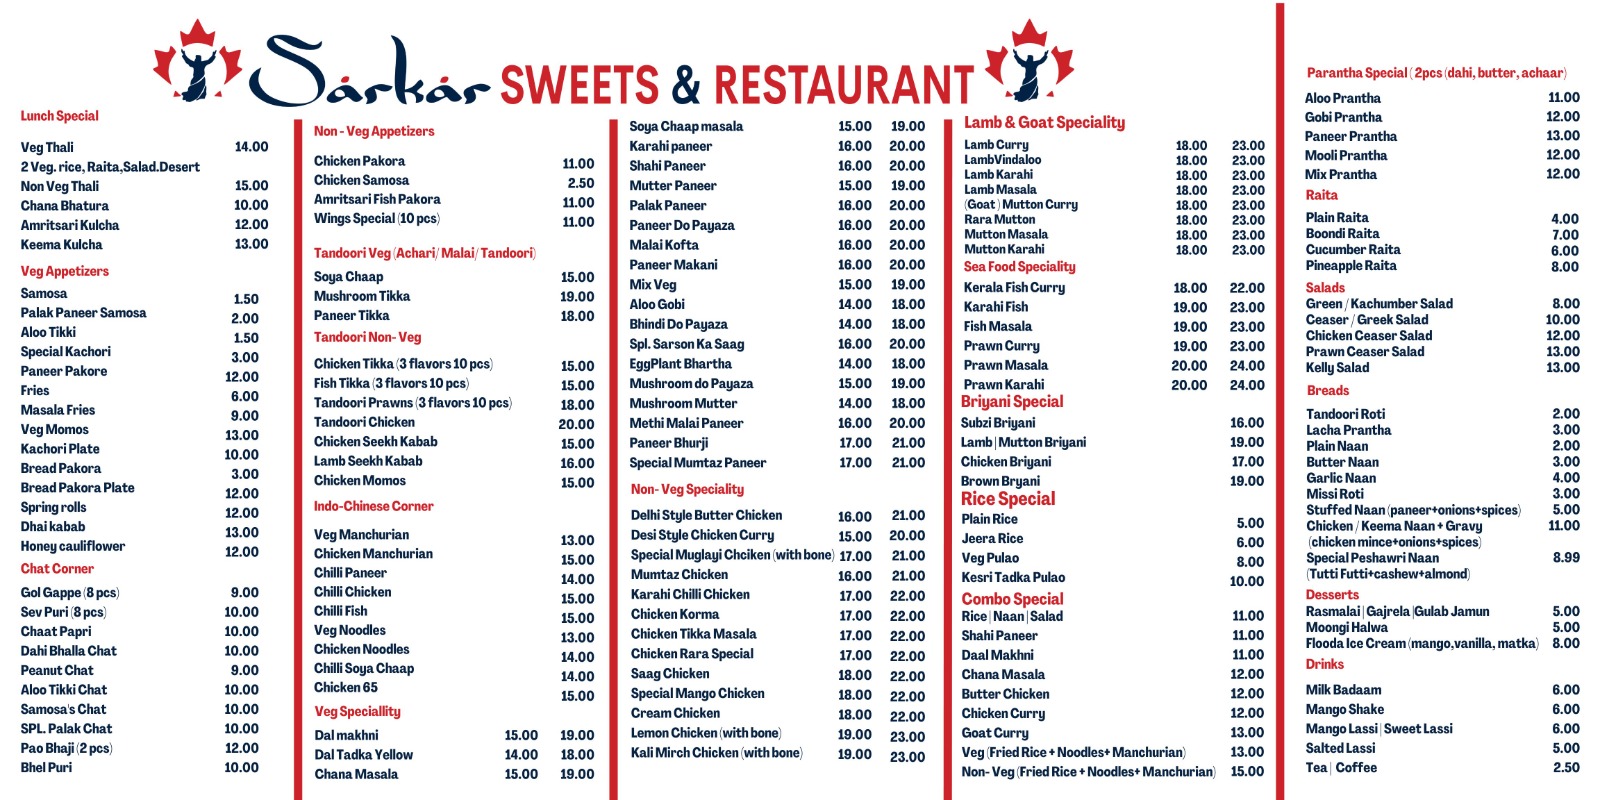 Sarkar SWEETS & RESTAURANT
Lunch Special
Veg Thali 14.00
2 Veg. rice, Raita,Salad.Desert
Non Veg Thali 15.00
Chana Bhatura 10.00
Amritsari Kulcha 12.00
Keema Kulcha 13.00
Veg Appetizers
Samosa 1.50
Palak Paneer Samosa 2.00
Aloo Tikki 1.50
Special Kachori 3.00
Paneer Pakore 12.00
Fries 6.00
Masala Fries 9.00
Veg Momos 13.00
Kachori Plate 10.00
Bread Pakora 3.00
Bread Pakora Plate 12.00
Spring rolls 12.00
Dhai kabab 13.00
Honey cauliflower 12.00
Chat Corner
Gol Gappe (8 pcs) 9.00
Sev Puri (8 pcs) 10.00
Chaat Papri 10.00
Dahi Bhalla Chat 10.00
Peanut Chat 9.00
Aloo Tikki Chat 10.00
Samosa's Chat 10.00
SPL. Palak Chat 10.00
Pao Bhaji (2 pcs) 12.00
Bhel Puri 10.00
Non - Veg Appetizers
Chicken Pakora 11.00
Chicken Samosa 2.50
Amritsari Fish Pakora 11.00
Wings Special (10 pcs) 11.00
Tandoori Veg (Achari/ Malai/ Tandoori)
Soya Chaap 15.00
Mushroom Tikka 19.00
Paneer Tikka 18.00
Tandoori Non- Veg
Chicken Tikka (3 flavors 10 pcs) 15.00
Fish Tikka (3 flavors 10 pcs) 15.00
Tandoori Prawns (3 flavors 10 pcs) 18.00
Tandoori Chicken 20.00
Chicken Seekh Kabab 15.00
Lamb Seekh Kabab 16.00
Chicken Momos 15.00
Indo-Chinese Corner
Veg Manchurian 13.00
Chicken Manchurian 15.00
Chilli Paneer 14.00
Chilli Chicken 15.00
Chilli Fish 15.00
Veg Noodles 13.00
Chicken Noodles 14.00
Chilli Soya Chaap 14.00
Chicken 65 15.00
Veg Speciallity
Dal makhni 15.00 19.00
Dal Tadka Yellow 14.00 18.00
Chana Masala 15.00 19.00
Soya Chaap masala 15.00 19.00
Karahi paneer 16.00 20.00
Shahi Paneer 16.00 20.00
Mutter Paneer 15.00 19.00
Palak Paneer 16.00 20.00
Paneer Do Payaza 16.00 20.00
Malai Kofta 16.00 20.00
Paneer Makani 16.00 20.00
Mix Veg 15.00 19.00
Aloo Gobi 14.00 18.00
Bhindi Do Payaza 14.00 18.00
Spl. Sarson Ka Saag 16.00 20.00
EggPlant Bhartha 14.00 18.00
Mushroom do Payaza 15.00 19.00
Mushroom Mutter 14.00 18.00
Methi Malai Paneer 16.00 20.00
Paneer Bhurji 17.00 21.00
Special Mumtaz Paneer 17.00 21.00
Non- Veg Speciality
Delhi Style Butter Chicken 16.00 21.00
Desi Style Chicken Curry 15.00 20.00
Special Muglayi Chciken (with bone) 17.00 21.00
Mumtaz Chicken 16.00 21.00
Karahi Chilli Chicken 17.00 22.00
Chicken Korma 17.00 22.00
Chicken Tikka Masala 17.00 22.00
Chicken Rara Special 17.00 22.00
Saag Chicken 18.00 22.00
Special Mango Chicken 18.00 22.00
Cream Chicken 18.00 22.00
Lemon Chicken (with bone) 19.00 23.00
Kali Mirch Chicken (with bone) 19.00 23.00
Lamb & Goat Speciality
Lamb Curry 18.00 23.00
LambVindaloo 18.00 23.00
Lamb Karahi 18.00 23.00
Lamb Masala 18.00 23.00
(Goat) Mutton Curry 18.00 23.00
Rara Mutton 18.00 23.00
Mutton Masala 18.00 23.00
Mutton Karahi 18.00 23.00
Sea Food Speciality
Kerala Fish Curry 18.00 22.00
Karahi Fish 19.00 23.00
Fish Masala 19.00 23.00
Prawn Curry 19.00 23.00
Prawn Masala 20.00 24.00
Prawn Karahi 20.00 24.00
Briyani Special
Subzi Briyani 16.00
Lamb | Mutton Briyani 19.00
Chicken Briyani 17.00
Brown Bryani 19.00
Rice Special
Plain Rice 5.00
Jeera Rice 6.00
Veg Pulao 8.00
Kesri Tadka Pulao 10.00
Combo Special
Rice | Naan | Salad 11.00
Shahi Paneer 11.00
Daal Makhni 11.00
Chana Masala 12.00
Butter Chicken 12.00
Chicken Curry 12.00
Goat Curry 13.00
Veg (Fried Rice + Noodles+ Manchurian) 13.00
Non- Veg (Fried Rice + Noodles+ Manchurian) 15.00
Parantha Special ( 2pcs (dahi, butter, achaar)
Aloo Prantha 11.00
Gobi Prantha 12.00
Paneer Prantha 13.00
Mooli Prantha 12.00
Mix Prantha 12.00
Raita
Plain Raita 4.00
Boondi Raita 7.00
Cucumber Raita 6.00
Pineapple Raita 8.00
Salads
Green / Kachumber Salad 8.00
Ceaser / Greek Salad 10.00
Chicken Ceaser Salad 12.00
Prawn Ceaser Salad 13.00
Kelly Salad 13.00
Breads
Tandoori Roti 2.00
Lacha Prantha 3.00
Plain Naan 2.00
Butter Naan 3.00
Garlic Naan 4.00
Missi Roti 3.00
Stuffed Naan (paneer+onions+spices) 5.00
Chicken / Keema Naan + Gravy 11.00
(chicken mince+onions+spices)
Special Peshawri Naan 8.99
(Tutti Futti+cashew+almond)
Desserts
Rasmalai | Gajrela |Gulab Jamun 5.00
Moongi Halwa 5.00
Flooda Ice Cream (mango,vanilla, matka) 8.00
Drinks
Milk Badaam 6.00
Mango Shake 6.00
Mango Lassi | Sweet Lassi 6.00
Salted Lassi 5.00
Tea | Coffee 2.50